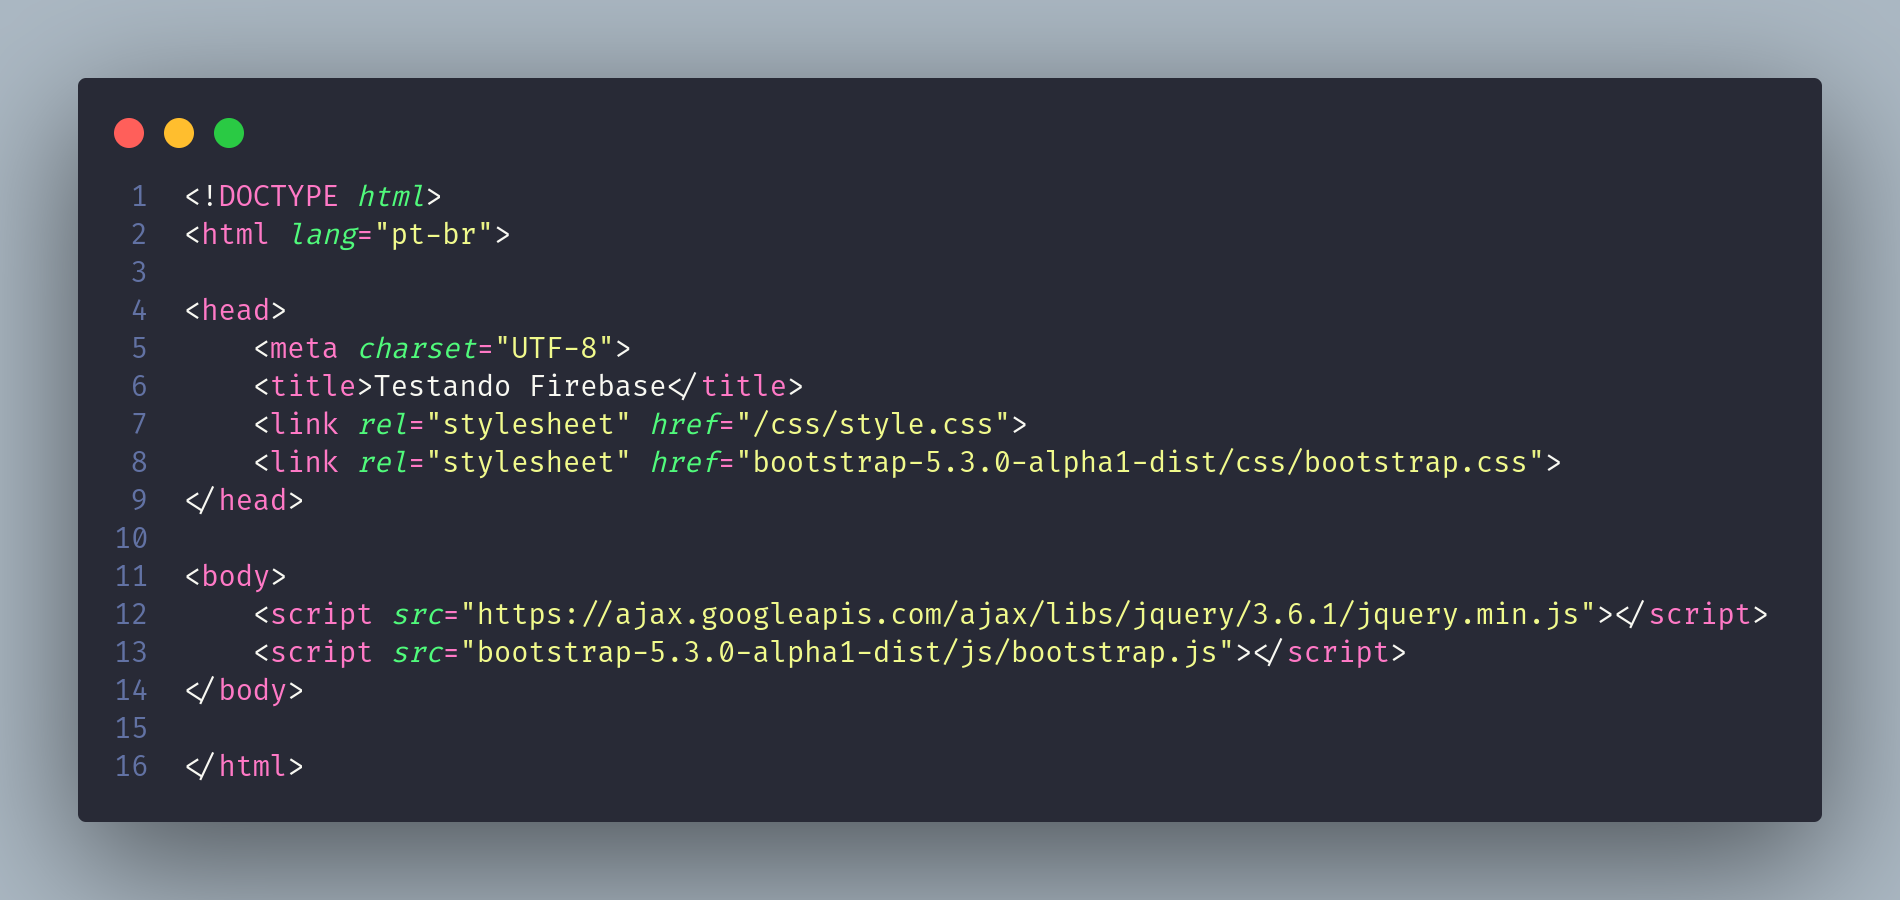 1 <!DOCTYPE html>
2 <html lang="pt-br">
3
4 <head>
5     <meta charset="UTF-8">
6     <title>Testando Firebase</title>
7     <link rel="stylesheet" href="/css/style.css">
8     <link rel="stylesheet" href="bootstrap-5.3.0-alpha1-dist/css/bootstrap.css">
9 </head>
10
11 <body>
12     <script src="https://ajax.googleapis.com/ajax/libs/jquery/3.6.1/jquery.min.js"></script>
13     <script src="bootstrap-5.3.0-alpha1-dist/js/bootstrap.js"></script>
14 </body>
15
16 </html>